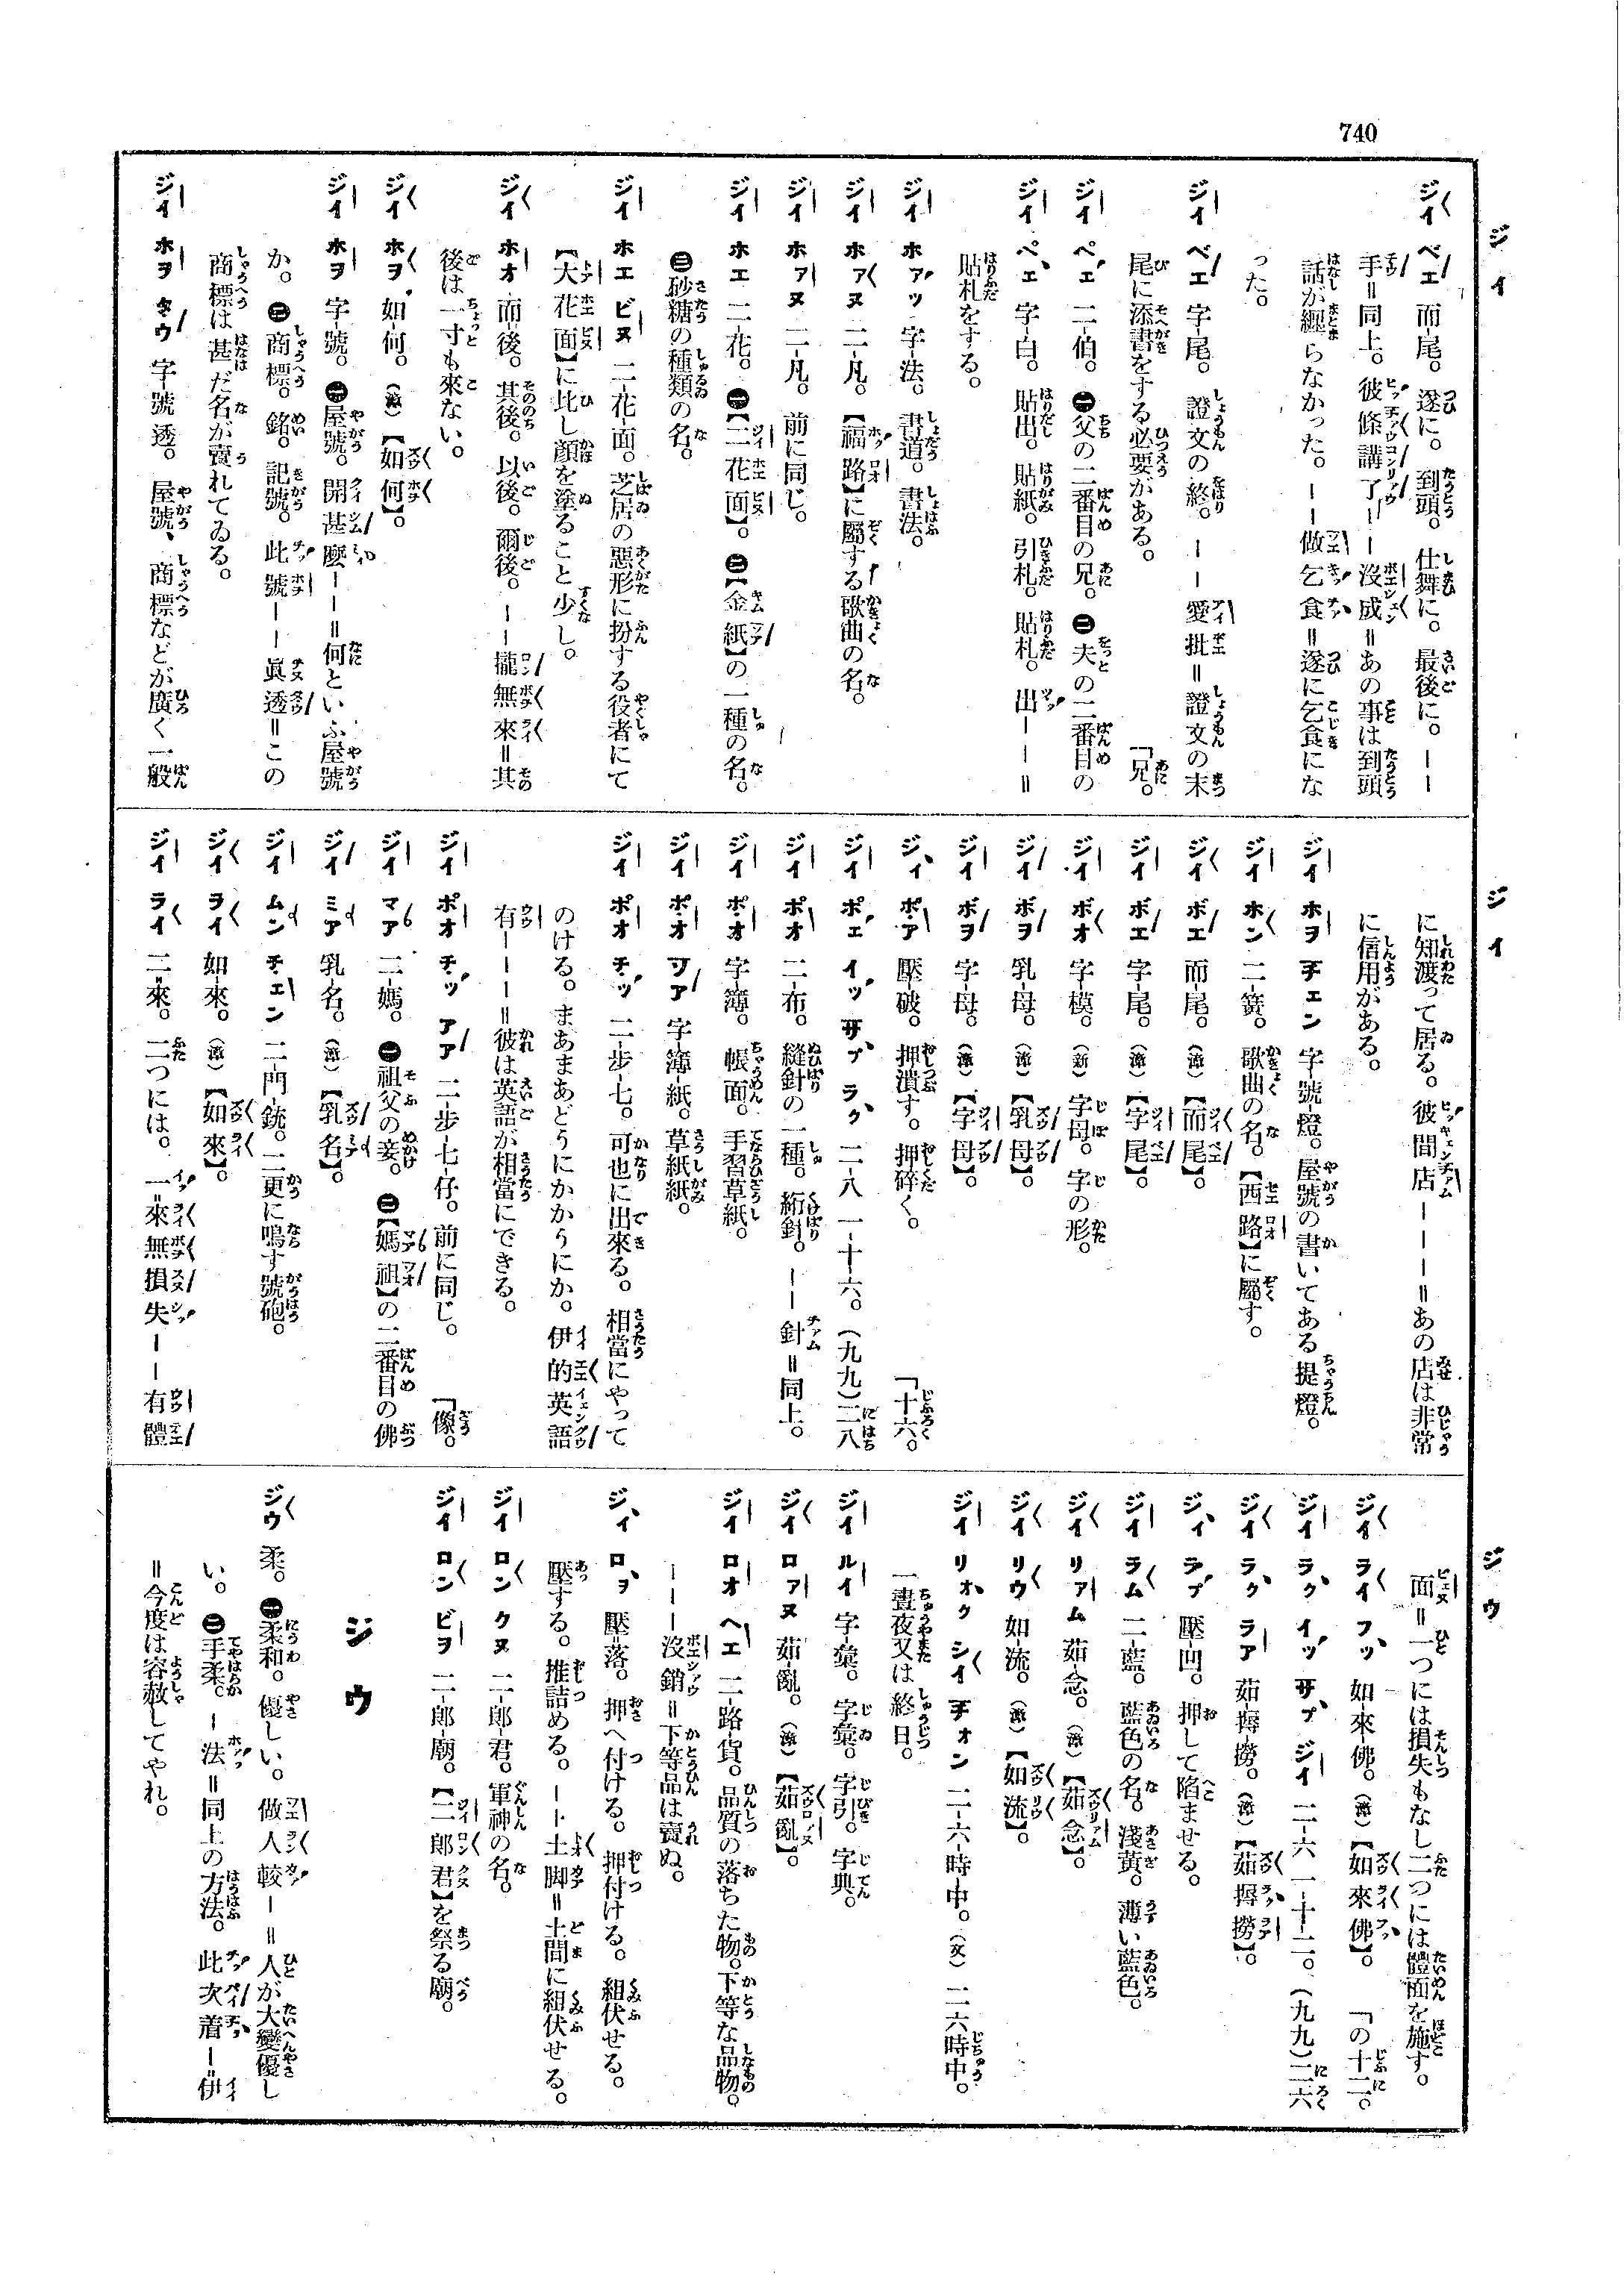 740
ジイ
ジイ ベエ 而-尾。遂に。到頭。仕舞に。最後に。――
手＝同上。彼條講了――沒成＝あの事は到頭
話が纒らなかった。――做乞食＝遂に乞食にな
った。
ジイ ベエ 字-尾。證文の終。――愛批＝證文の末
尾に添書をする必要がある。「兄。
ジイ ペエ 二-伯。㊀父の二番目の兄。㊁夫の二番目の
ジイ ペエ 字-白。貼出。貼紙。引札。貼札。出――＝
貼札をする。
ジイ ホァッ 字-法。書道。書法。
ジイ ホァヌ 二-凡。【福路】に屬する歌曲の名。
ジイ ホァヌ 二-凡。前に同じ。
ジイ ホエ 二-花。㊀【二花面】。㊁【金紙】の一種の名。
㊂砂糖の種類の名。
ジイ ホエ ビヌ 二-花-面。芝居の惡形に扮する役者にて
【大花面】に比し顔を塗ること少し。
ジイ ホオ 而-後。其後。以後。爾後。――攏無來＝其
後は一寸も來ない。
ジイ ホヲ 如-何。（漳）【如何】。
ジイ ホヲ 字-號。㊀屋號。開甚麼――＝何といふ屋號
か。㊁商標。銘。記號。此號――眞透＝この
商標は甚だ名が賣れてゐる。
ジイ ホヲ タウ 字-號-透。屋號、商標などが廣く一般
ジイ
に知渡って居る。彼間店―――＝あの店は非常
に信用がある。
ジイ ホヲ チェン 字-號-燈。屋號の書いてある提燈。
ジイ ホン 二-簧。歌曲の名。【西路】に屬す。
ジイ ボエ 而-尾。（漳）【而尾】。
ジイ ボエ 字-尾。（漳）【字尾】。
ジイ ボオ 字-模。（新）字母。字の形。
ジイ ボヲ 乳-母。（漳）【乳母】。
ジイ ボヲ 字-母。（漳）【字母】。
ジィ ポア 壓-破。押潰す。押碎く。「十六。
ジイ ポェ イッ サプ ラク 二-八 一-十-六。（九九）二八
ジイ ポオ 二-布。縫針の一種。絎針。――針＝同上。
ジイ ポオ 字-簿。帳面。手習草紙。
ジイ ポオ ツア 字-簿-紙。草紙紙。
ジイ ポオ チッ 二-步-七。可也に出來る。相當にやって
のける。まあまあどうにかかうにか。伊的英語
有―――＝彼は英語が相當にできる。
ジイ ポオ チッ アア 二-步-七-仔。前に同じ。「像。
ジイ マア 二-媽。㊀祖父の妾。㊁【媽祖】の二番目の佛
ジイ ミア 乳-名。（漳）【乳名】。
ジイ ムン チェン 二-門-銃。二更に鳴す號砲。
ジイ ライ 如-來。（漳）【如來】。
ジイ ライ 二-來。二つには。一來無損失――有體
ジウ
面＝一つには損失もなし二つには體面を施す。
ジイ ライ フッ 如-來-佛。（漳）【如來佛】。「の十二。
ジイ ラク イッ サプ ジイ 二-六 一-十-二。（九九）二六
ジイ ラク ラア 茹-撏-撈。（漳）【茹撏撈】。
ジィ ラプ 壓-凹。押して陷ませる。
ジイ ラム 二-藍。藍色の名。淺黃。薄い藍色。
ジイ リァム 茹-念。（漳）【茹念】。
ジイ リウ 如-流。（漳）【如流】。
ジイ リォク シイ チォン 二-六-時-中。（文）二六時中。
一晝夜又は終日。
ジイ ルイ 字-彙。字彙。字引。字典。
ジイ ロァヌ 茹-亂。（漳）【茹亂】。
ジイ ロオ ヘエ 二-路-貨。品質の落ちた物。下等な品物。
―――沒銷＝下等品は賣ぬ。
ジィ ロヲ 壓-落。押へ付ける。押付ける。組伏せる。
壓する。推詰める。――土脚＝土間に組伏せる。
ジイ ロン クヌ 二-郎-君。軍神の名。
ジイ ロン ビヲ 二-郎-廟。【二郎君】を祭る廟。
ジウ
ジウ 柔。㊀柔和。優しい。做人較―＝人が大變優し
い。㊁手柔。―法＝同上の方法。此次着―伊
＝今度は容赦してやれ。